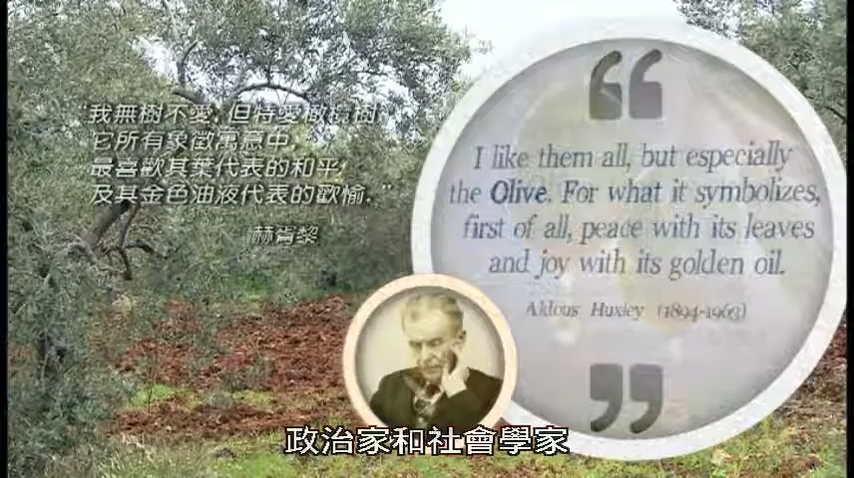 "我無樹不愛, 但特愛橄欖樹,
它所有象徵寓意中,
最喜歡其葉代表的和平,
及其金色油液代表的歡愉."
赫胥黎
“
I like them all, but especially
the Olive. For what it symbolizes,
first of all, peace with its leaves
and joy with its golden oil.
Aldous Huxley (1894-1963)
”
政治家和社會學家